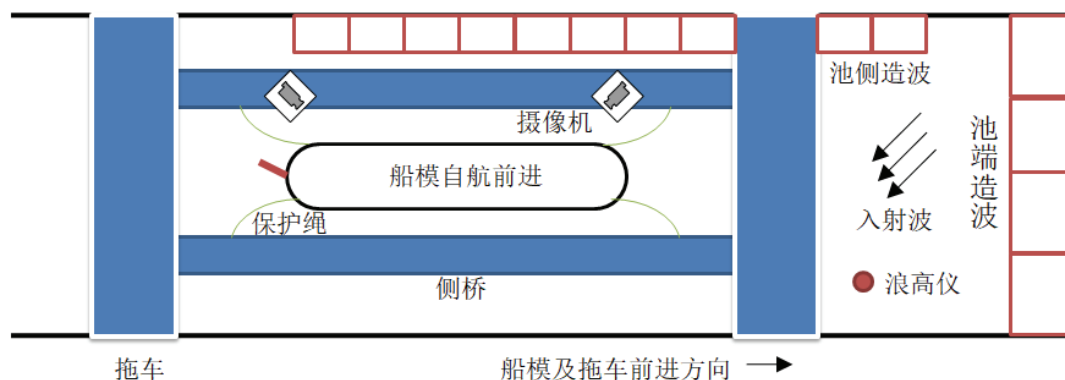 池侧造波
摄像机
池端造波
船模自航前进
保护绳
入射波
侧桥
浪高仪
拖车
船模及拖车前进方向